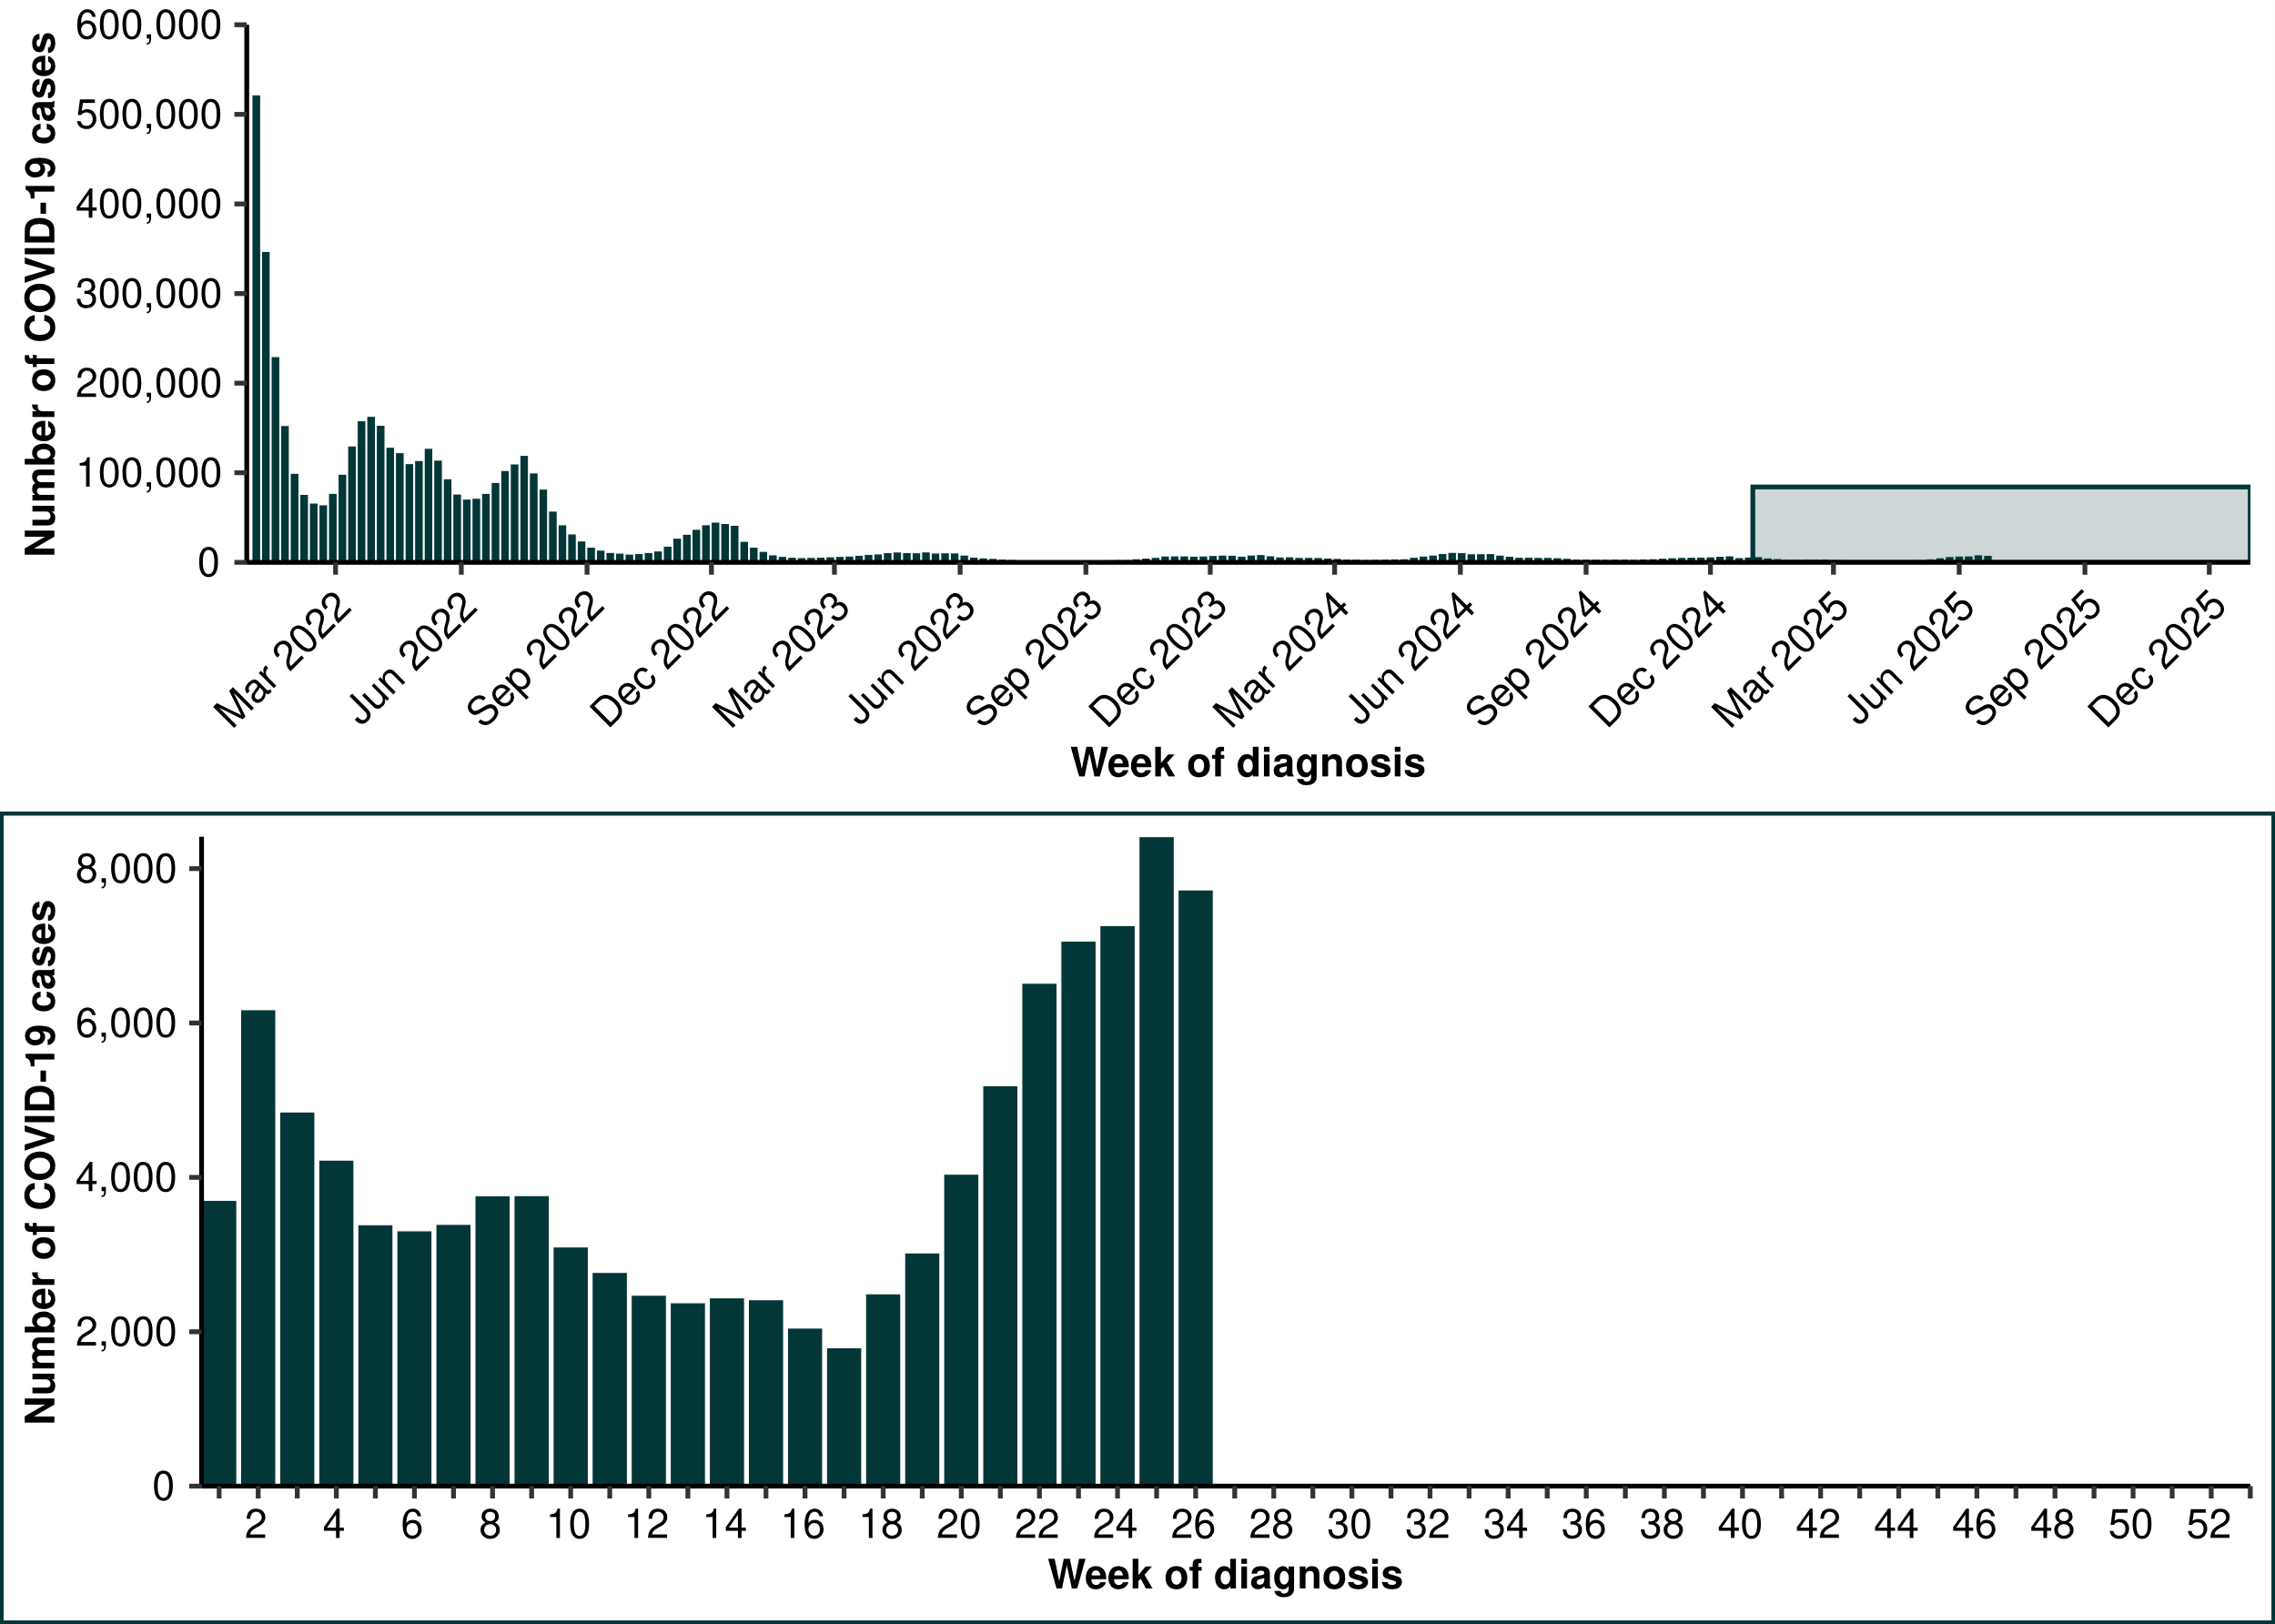 Number of COVID-19 cases
600,000
500,000
400,000
300,000
200,000
100,000
0
Mar 2022 Jun 2022 Sep 2022 Dec 2022 Mar 2023 Jun 2023 Sep 2023 Dec 2023 Mar 2024 Jun 2024 Sep 2024 Dec 2024 Mar 2025 Jun 2025 Sep 2025 Dec 2025
Week of diagnosis
Number of COVID-19 cases
8,000
6,000
4,000
2,000
0
2 4 6 8 10 12 14 16 18 20 22 24 26 28 30 32 34 36 38 40 42 44 46 48 50 52
Week of diagnosis